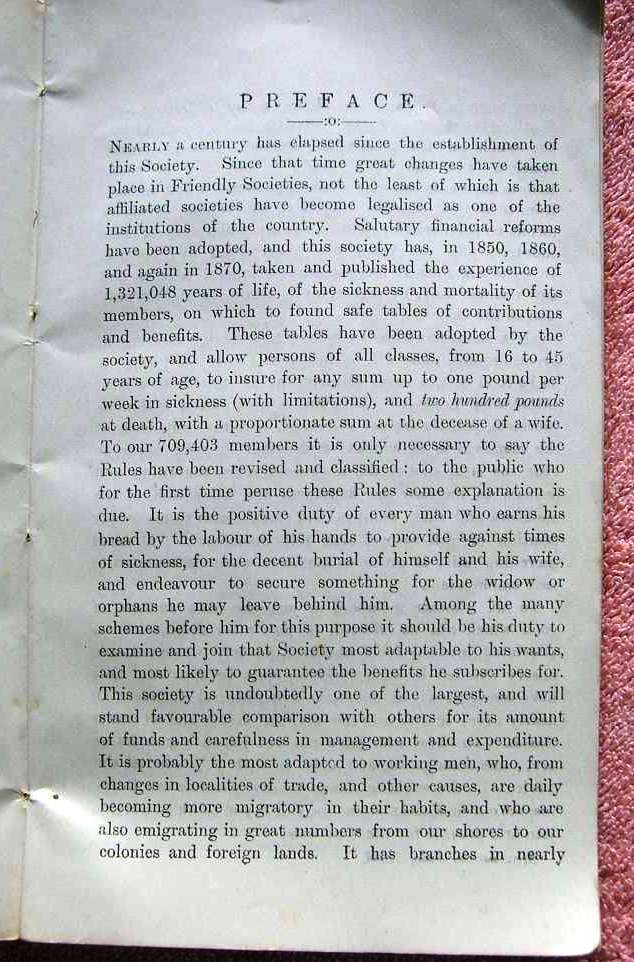 PREFACE.
:o:
NEARLY a century has elapsed since the establishment of
this Society. Since that time great changes have taken
place in Friendly Societies, not the least of which is that
affiliated societies have become legalised as one of the
institutions of the country. Salutary financial reforms
have been adopted, and this society has, in 1850, 1860,
and again in 1870, taken and published the experience of
1,321,048 years of life, of the sickness and mortality of its
members, on which to found safe tables of contributions
and benefits. These tables have been adopted by the
society, and allow persons of all classes, from 16 to 45
years of age, to insure for any sum up to one pound per
week in sickness (with limitations), and two hundred pounds
at death, with a proportionate sum at the decease of a wife.
To our 709,403 members it is only necessary to say the
Rules have been revised and classified: to the public who
for the first time peruse these Rules some explanation is
due. It is the positive duty of every man who earns his
bread by the labour of his hands to provide against times
of sickness, for the decent burial of himself and his wife,
and endeavour to secure something for the widow or
orphans he may leave behind him. Among the many
schemes before him for this purpose it should be his duty to
examine and join that Society most adaptable to his wants,
and most likely to guarantee the benefits he subscribes for.
This society is undoubtedly one of the largest, and will
stand favourable comparison with others for its amount
of funds and carefulness in management and expenditure.
It is probably the most adapted to working men, who, from
changes in localities of trade, and other causes, are daily
becoming more migratory in their habits, and who are
also emigrating in great numbers from our shores to our
colonies and foreign lands. It has branches in nearly